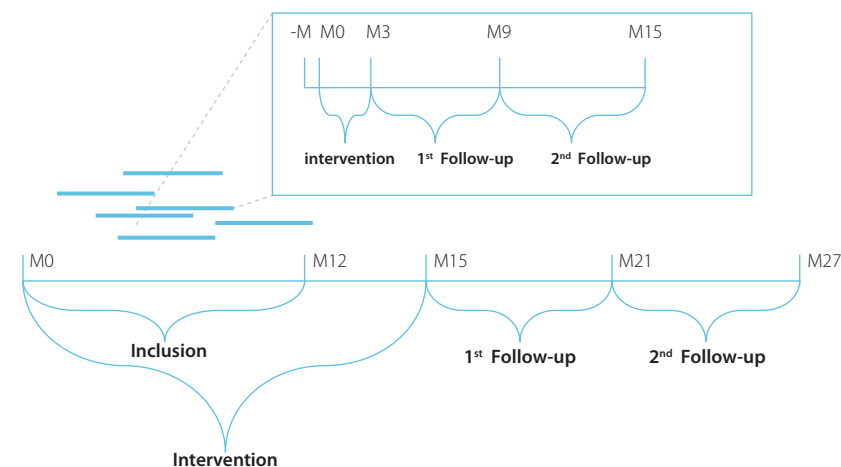 -M M0 M3 M9 M15
intervention 1st Follow-up 2nd Follow-up
M0 M12 M15 M21 M27
Inclusion 1st Follow-up 2nd Follow-up
Intervention